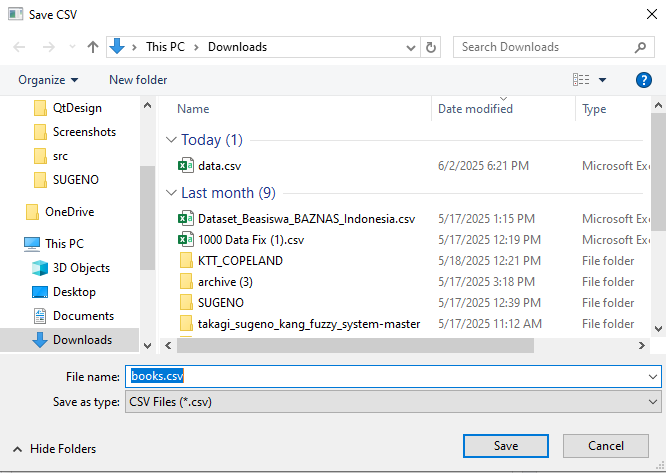 Save CSV
This PC > Downloads
Search Downloads
Organize
New folder
QtDesign
Screenshots
src
SUGENO
OneDrive
This PC
3D Objects
Desktop
Documents
Downloads
Name Date modified Type
Today (1)
data.csv 6/2/2025 6:21 PM Microsoft Exc
Last month (9)
Dataset_Beasiswa_BAZNAS_Indonesia.csv 5/17/2025 1:15 PM Microsoft Exc
1000 Data Fix (1).csv 5/17/2025 12:19 PM Microsoft Exc
KTT_COPELAND 5/18/2025 12:21 PM File folder
archive (3) 5/17/2025 3:18 PM File folder
SUGENO 5/17/2025 12:39 PM File folder
takagi_sugeno_kang_fuzzy_system-master 5/17/2025 11:12 AM File folder
File name: books.csv
Save as type: CSV Files (*.csv)
Hide Folders
Save
Cancel